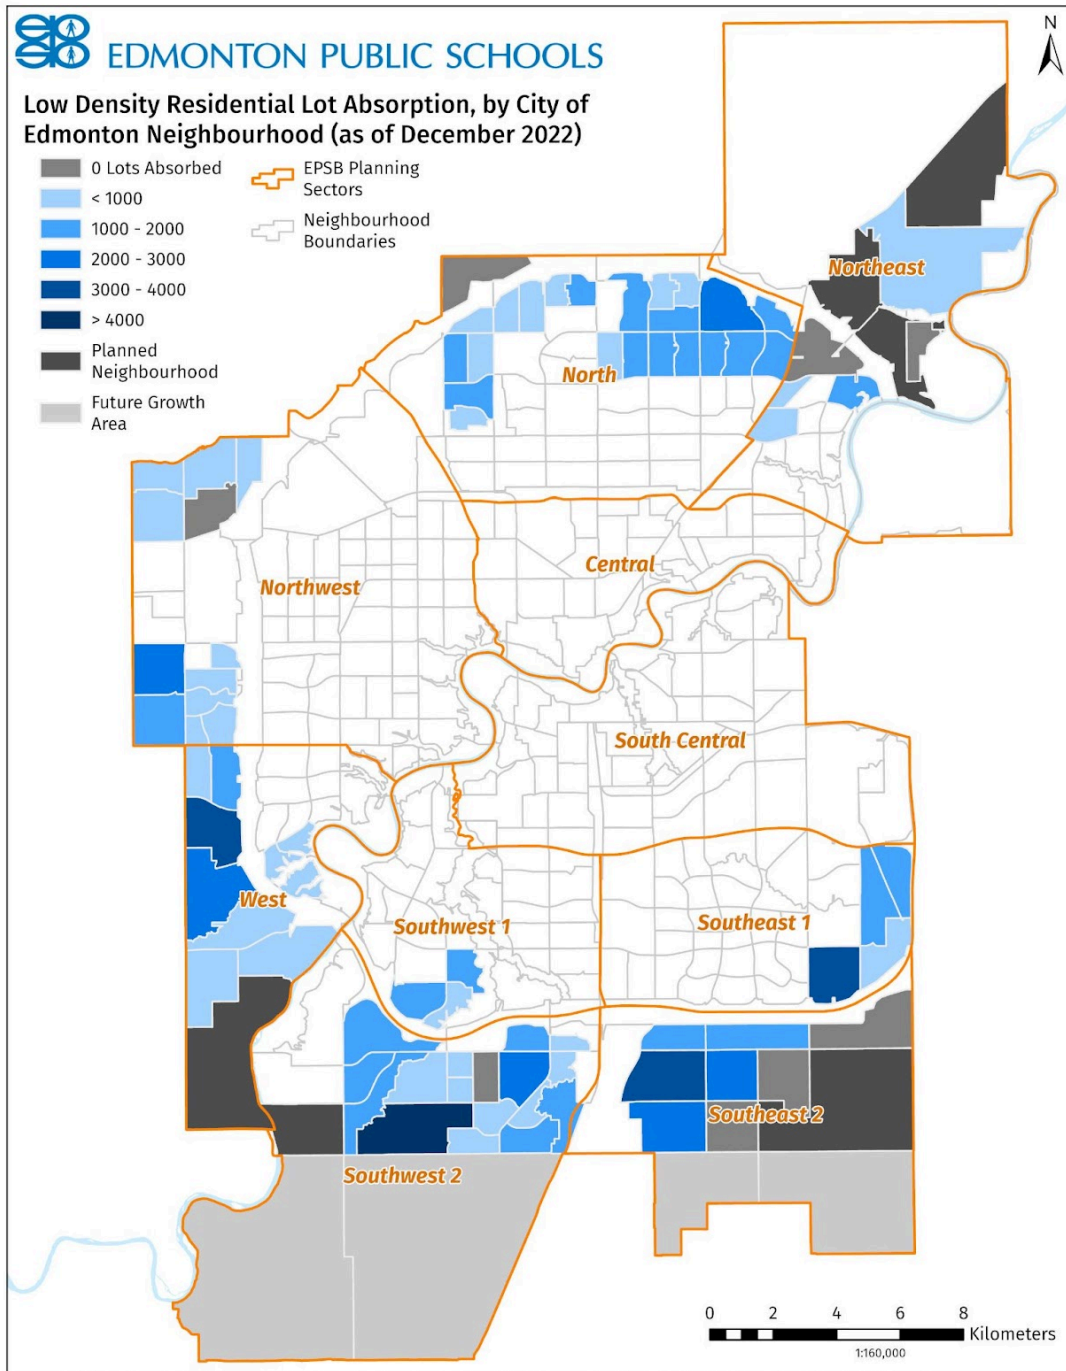 EDMONTON PUBLIC SCHOOLS
Low Density Residential Lot Absorption, by City of
Edmonton Neighbourhood (as of December 2022)
0 Lots Absorbed
< 1000
1000 - 2000
2000 - 3000
3000 - 4000
> 4000
Planned
Neighbourhood
Future Growth
Area
EPSB Planning
Sectors
Neighbourhood
Boundaries
N
Northeast
North
Central
Northwest
South Central
West
Southwest 1
Southeast 1
Southeast 2
Southwest 2
0 2 4 6 8
Kilometers
1:160,000